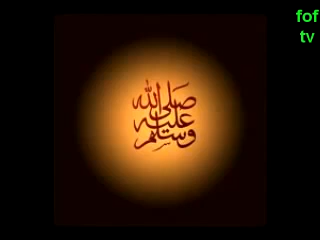 fof
tv
صلى الله
عليه
وسلم